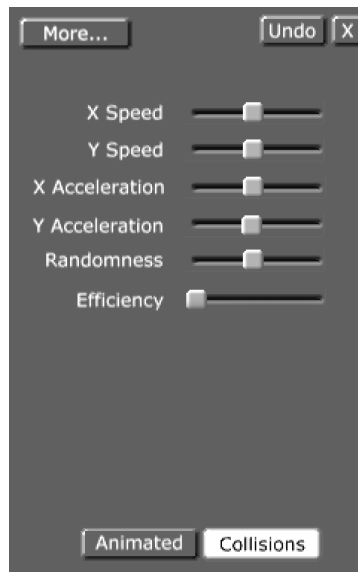 More... Undo X
X Speed
Y Speed
X Acceleration
Y Acceleration
Randomness
Efficiency
Animated Collisions